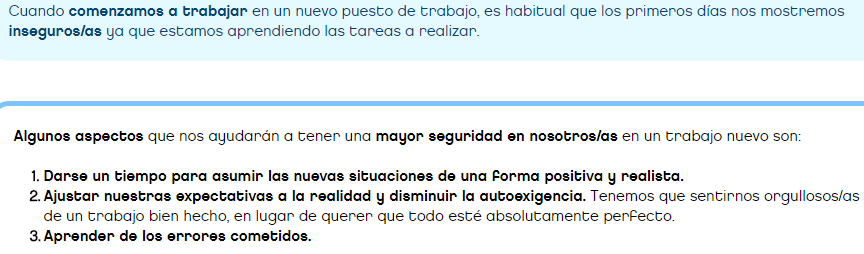 Cuando comenzamos a trabajar en un nuevo puesto de trabajo, es habitual que los primeros días nos mostremos
inseguros/as ya que estamos aprendiendo las tareas a realizar.
Algunos aspectos que nos ayudarán a tener una mayor seguridad en nosotros/as en un trabajo nuevo son:
1. Darse un tiempo para asumir las nuevas situaciones de una forma positiva y realista.
2. Ajustar nuestras expectativas a la realidad y disminuir la autoexigencia. Tenemos que sentirnos orgullosos/as
de un trabajo bien hecho, en lugar de querer que todo esté absolutamente perfecto.
3. Aprender de los errores cometidos.